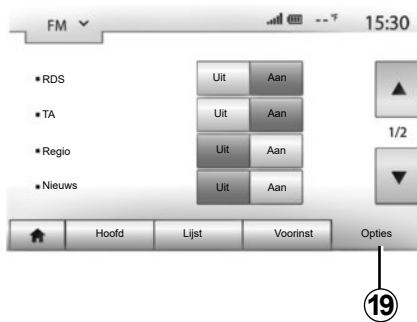 FM -- °F 15:30
▪ RDS Uit Aan
▪ TA Uit Aan
1/2
▪ Regio Uit Aan
▪ Nieuws Uit Aan
Hoofd Lijst Voorinst Opties
19